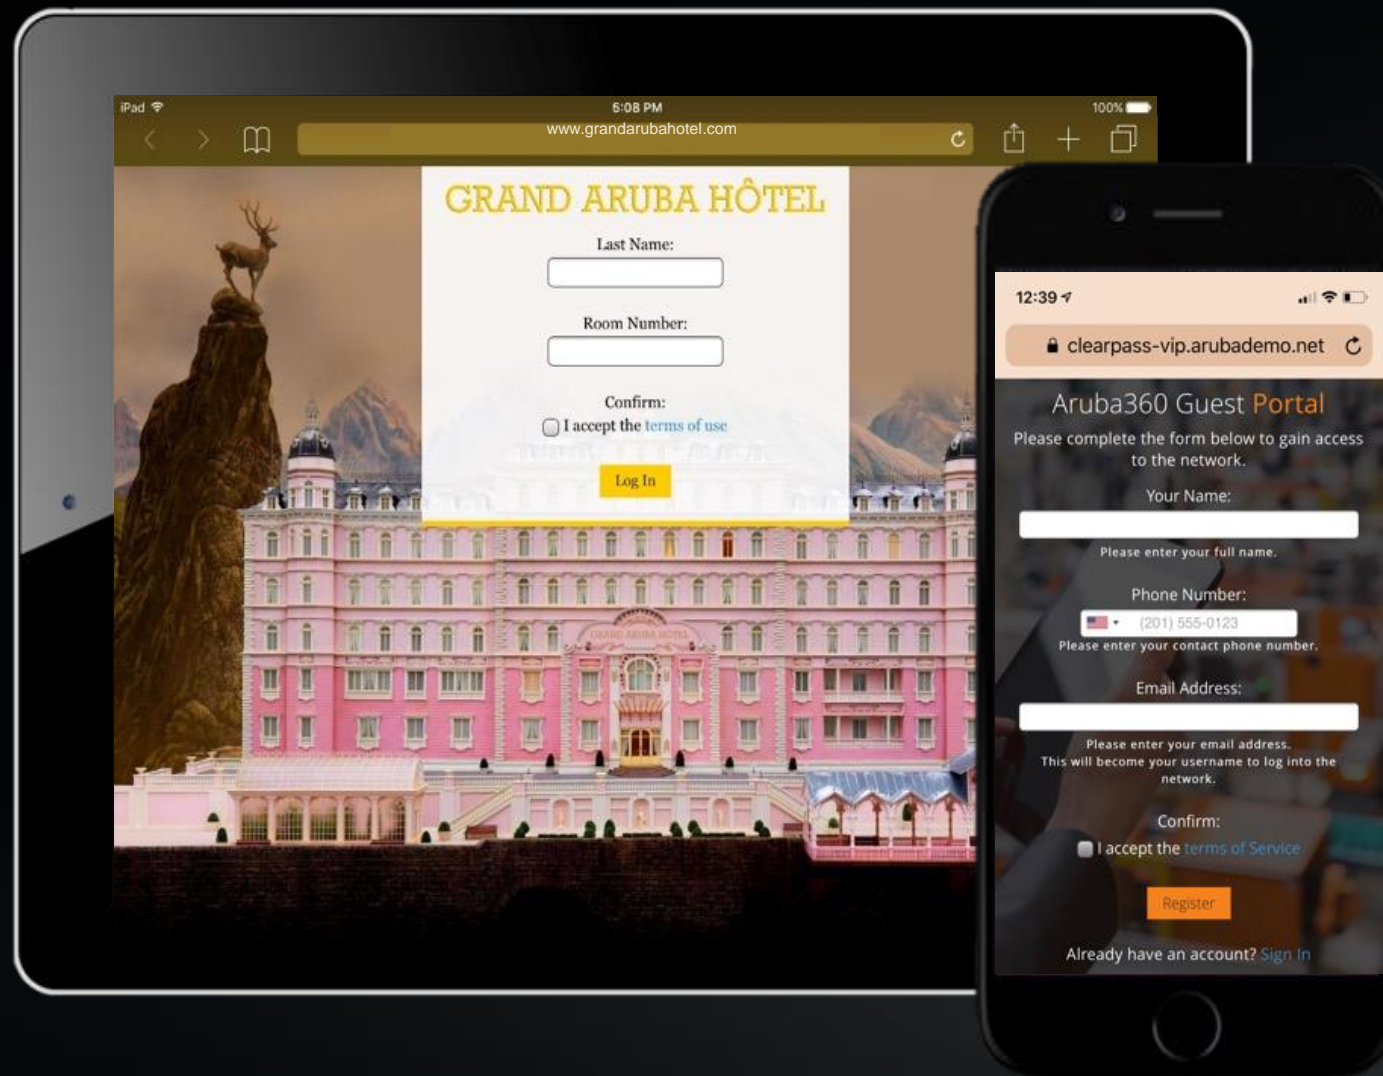 iPad
5:08 PM
100%
www.grandarubahotel.com
GRAND ARUBA HÔTEL
Last Name:
Room Number:
Confirm:
I accept the terms of use
Log In
GRAND ARUBA HOTEL
12:39
clearpass-vip.arubademo.net
Aruba360 Guest Portal
Please complete the form below to gain access
to the network.
Your Name:
Please enter your full name.
Phone Number:
(201) 555-0123
Please enter your contact phone number.
Email Address:
Please enter your email address.
This will become your username to log into the
network.
Confirm:
I accept the terms of Service
Register
Already have an account? Sign In